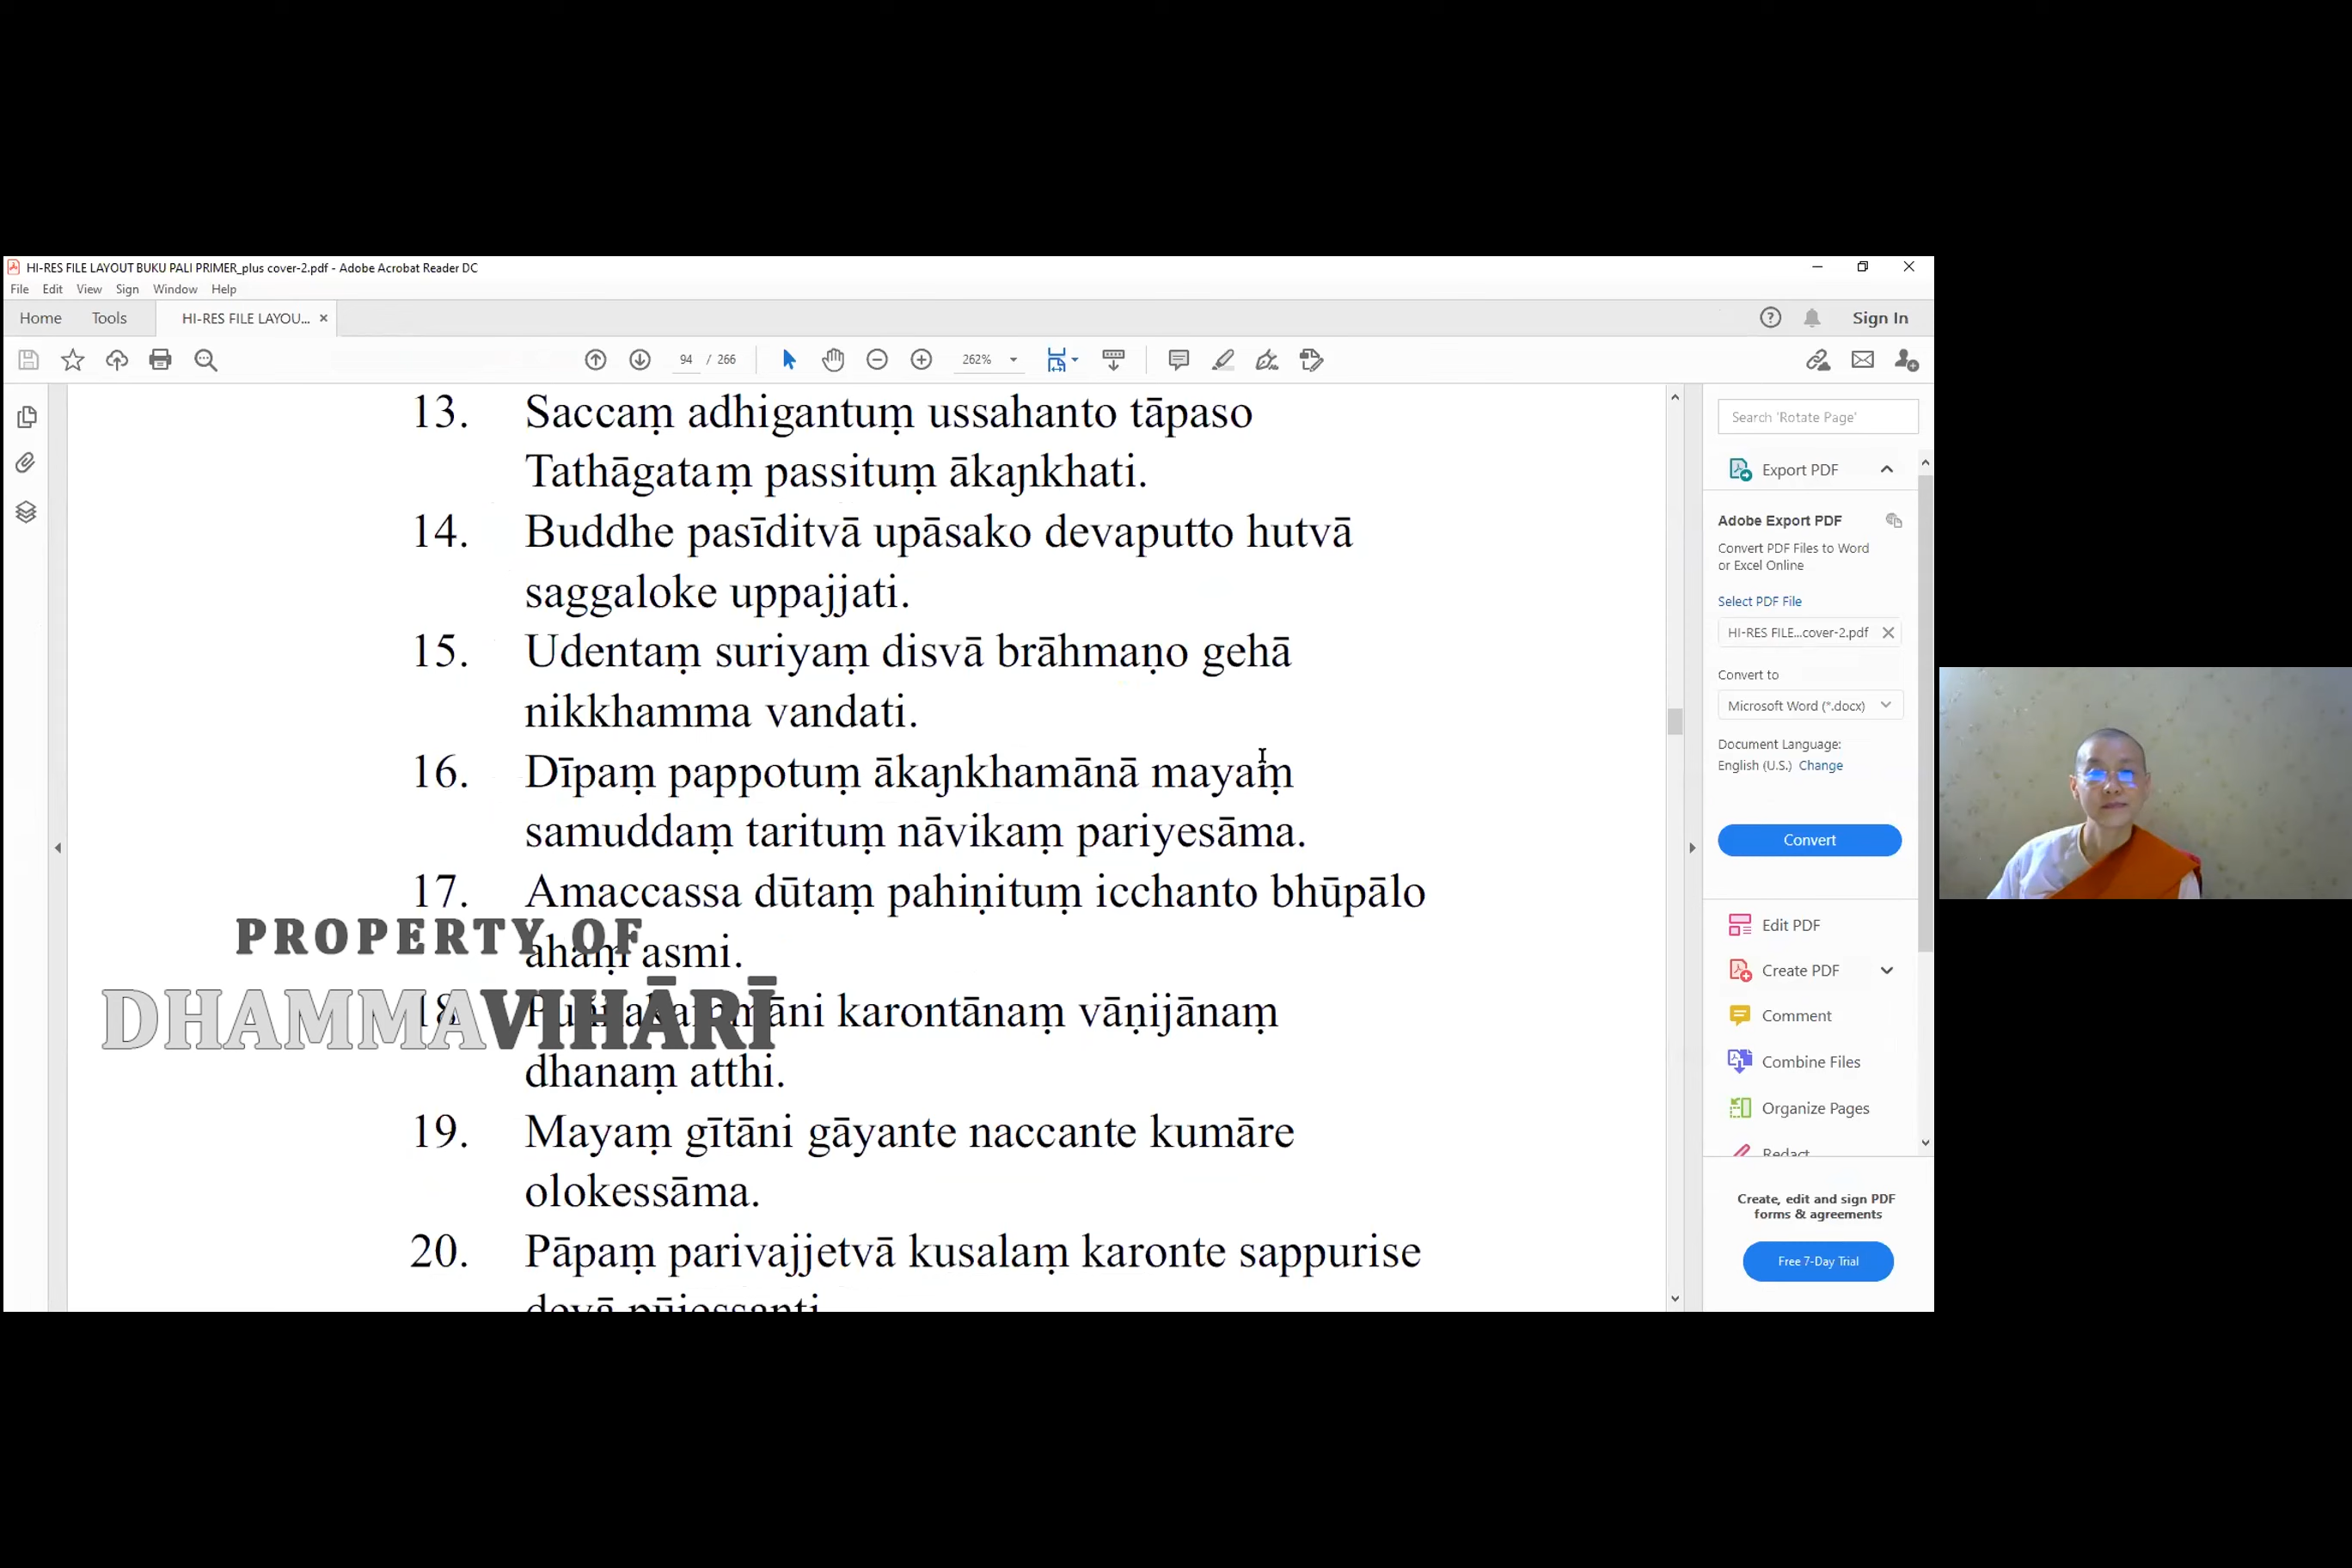 HI-RES FILE LAYOUT BUKU PALI PRIMER_plus cover-2.pdf - Adobe Acrobat Reader DC
File Edit View Sign Window Help
Home Tools HI-RES FILE LAYOU... ×
Sign In
94 / 266 262%
13. Saccaṃ adhigantuṃ ussahanto tāpaso
Tathāgataṃ passituṃ ākaɲkhati.
14. Buddhe pasīditvā upāsako devaputto hutvā
saggaloke uppajjati.
15. Udentaṃ suriyaṃ disvā brāhmaṇo gehā
nikkhamma vandati.
16. Dīpaṃ pappotuṃ ākaɲkhamānā mayaṃ
samuddaṃ tarituṃ nāvikaṃ pariyesāma.
17. Amaccassa dūtaṃ pahiṇituṃ icchanto bhūpālo
ahaṃ asmi.
18. karontānaṃ vāṇijānaṃ
dhanaṃ atthi.
19. Mayaṃ gītāni gāyante naccante kumāre
olokessāma.
20. Pāpaṃ parivajjetvā kusalaṃ karonte sappurise
devā pūjessanti
PROPERTY OF
DHAMMAVIHĀRĪ
Search 'Rotate Page'
Export PDF
Adobe Export PDF
Convert PDF Files to Word
or Excel Online
Select PDF File
HI-RES FILE...cover-2.pdf
Convert to
Microsoft Word (*.docx)
Document Language:
English (U.S.) Change
Convert
Edit PDF
Create PDF
Comment
Combine Files
Organize Pages
Redact
Create, edit and sign PDF
forms & agreements
Free 7-Day Trial